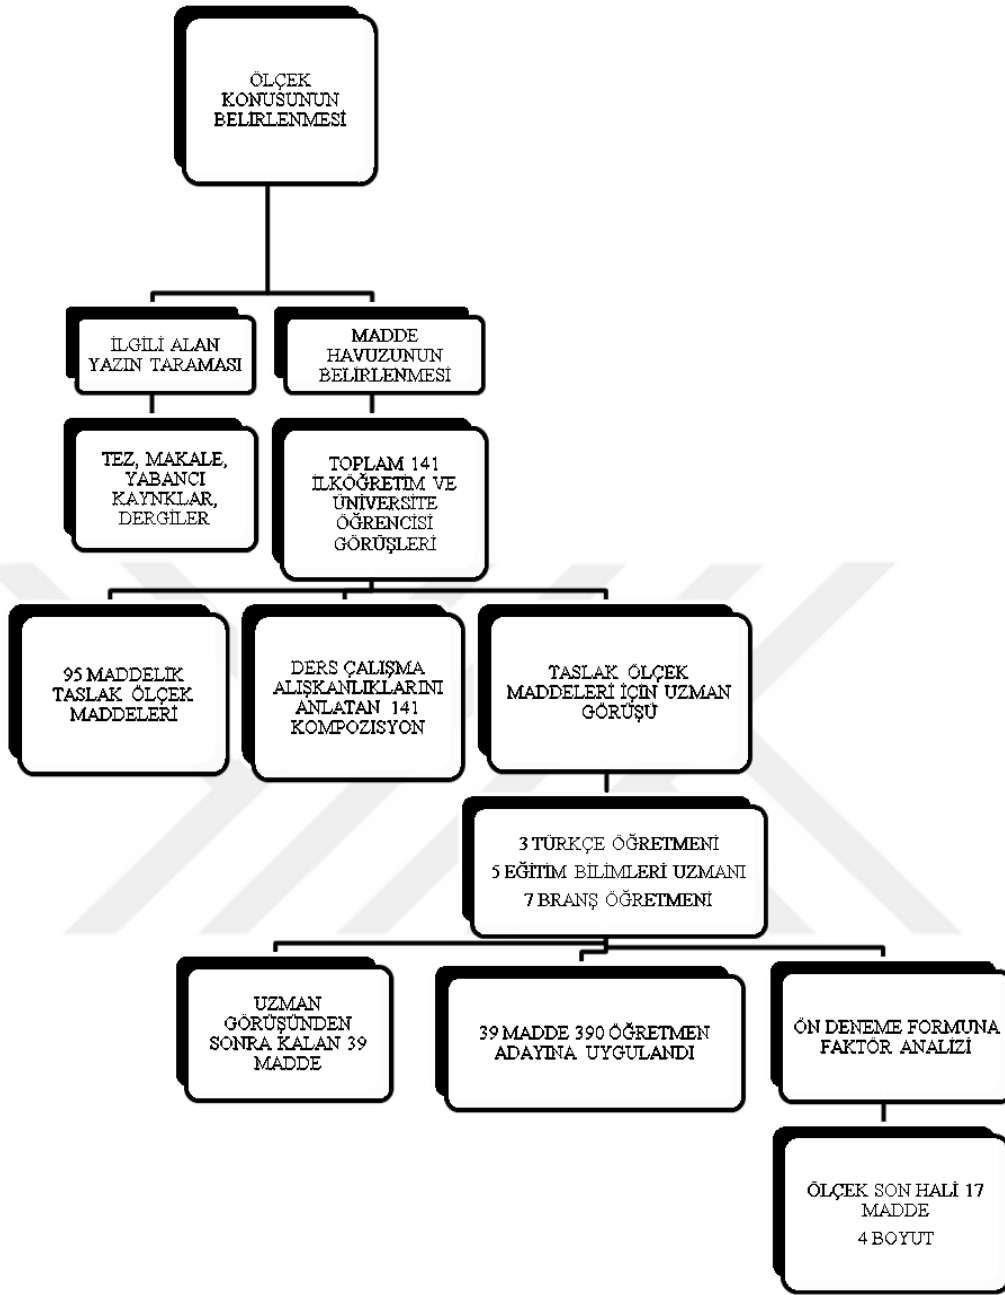 ÖLÇEK
KONUSUNUN
BELİRLENMESİ
İLGİLİ ALAN
YAZIN TARAMASI
MADDE
HAVUZUNUN
BELİRLENMESİ
TEZ, MAKALE,
YABANCI
KAYNKLAR,
DERGİLER
TOPLAM 141
İLKÖĞRETİM VE
ÜNİVERSİTE
ÖĞRENCİSİ
GÖRÜŞLERİ
95 MADDELİK
TASLAK ÖLÇEK
MADDELERİ
DERS ÇALIŞMA
ALIŞKANLIKLARINI
ANLATAN 141
KOMPOZİSYON
TASLAK ÖLÇEK
MADDELERİ İÇİN UZMAN
GÖRÜŞÜ
3 TÜRKÇE ÖĞRETMENİ
5 EĞİTİM BİLİMLERİ UZMANI
7 BRANŞ ÖĞRETMENİ
UZMAN
GÖRÜŞÜNDEN
SONRA KALAN 39
MADDE
39 MADDE 390 ÖĞRETMEN
ADAYINA UYGULANDI
ÖN DENEME FORMUNA
FAKTÖR ANALİZİ
ÖLÇEK SON HALİ 17
MADDE
4 BOYUT